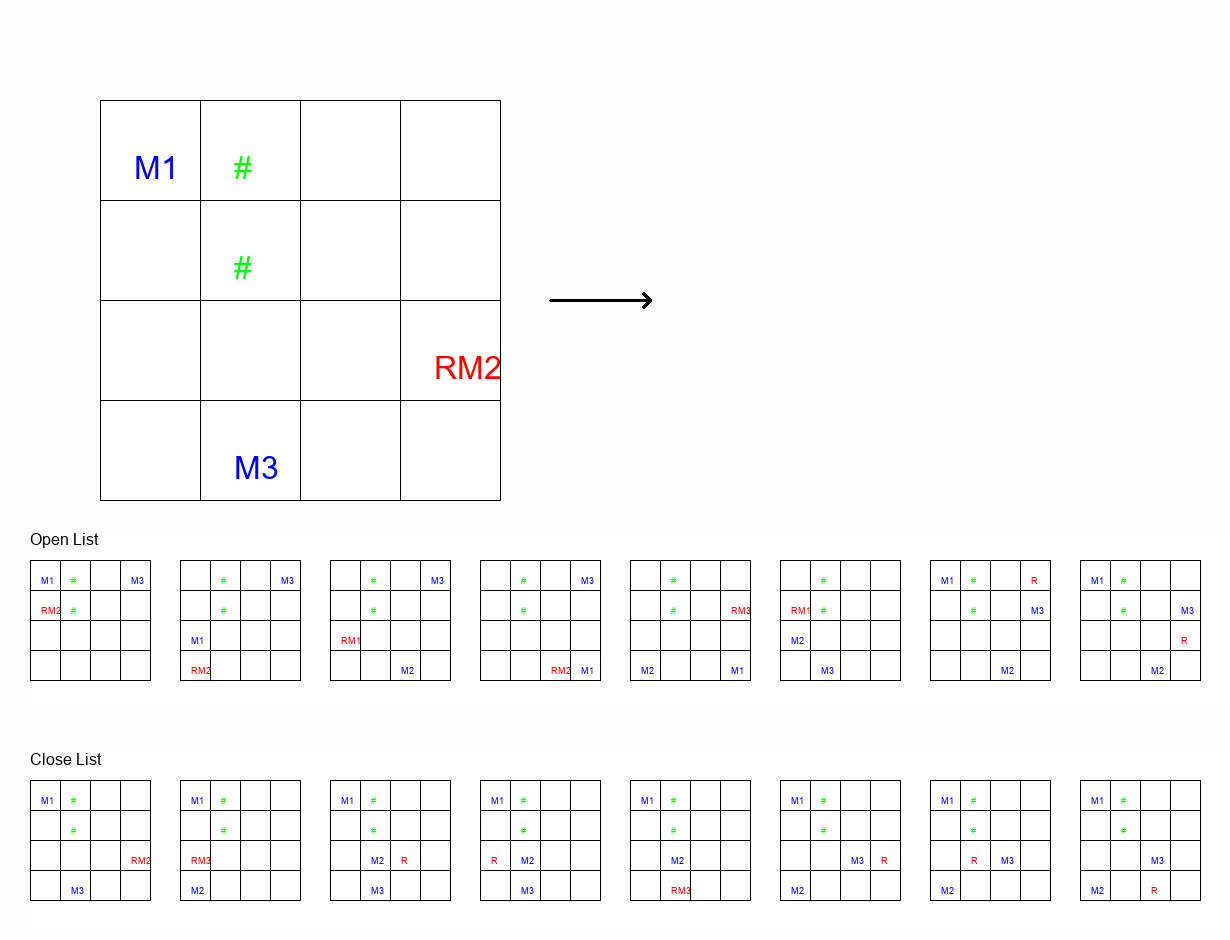 M1 #
#
RM2
M3
Open List
M1 # M3 # M3 # M3 # M3 # # M1 # R M1 #
RM2 # # # # # RM3 RM1 # # M3 # M3
M1 RM1 M2 R
RM2 M2 RM2 M1 M2 M1 M3 M2 M2
Close List
M1 # M1 # M1 # M1 # M1 # M1 # M1 # M1 #
# # # # # # # #
RM2 RM3 M2 R R M2 M2 M3 R R M3 M3
M3 M2 M3 M3 RM3 M2 M2 M2 R